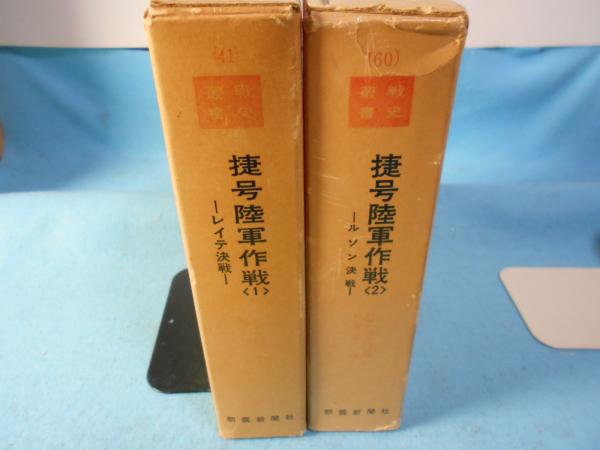 (41)
戦史
叢書
捷号陸軍作戦〈1〉
―レイテ決戦―
朝雲新聞社
(60)
戦史
叢書
捷号陸軍作戦〈2〉
―ルソン決戦―
朝雲新聞社